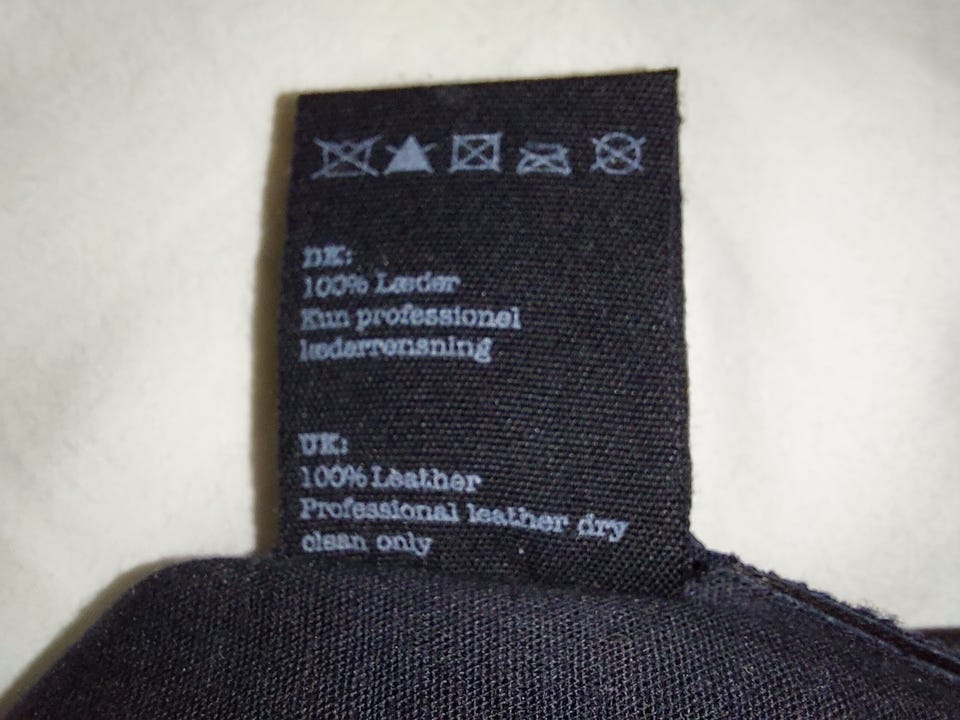 DK:
100% Læder
Kun professionel
læderrensning
UK:
100% Leather
Professional leather dry
clean only